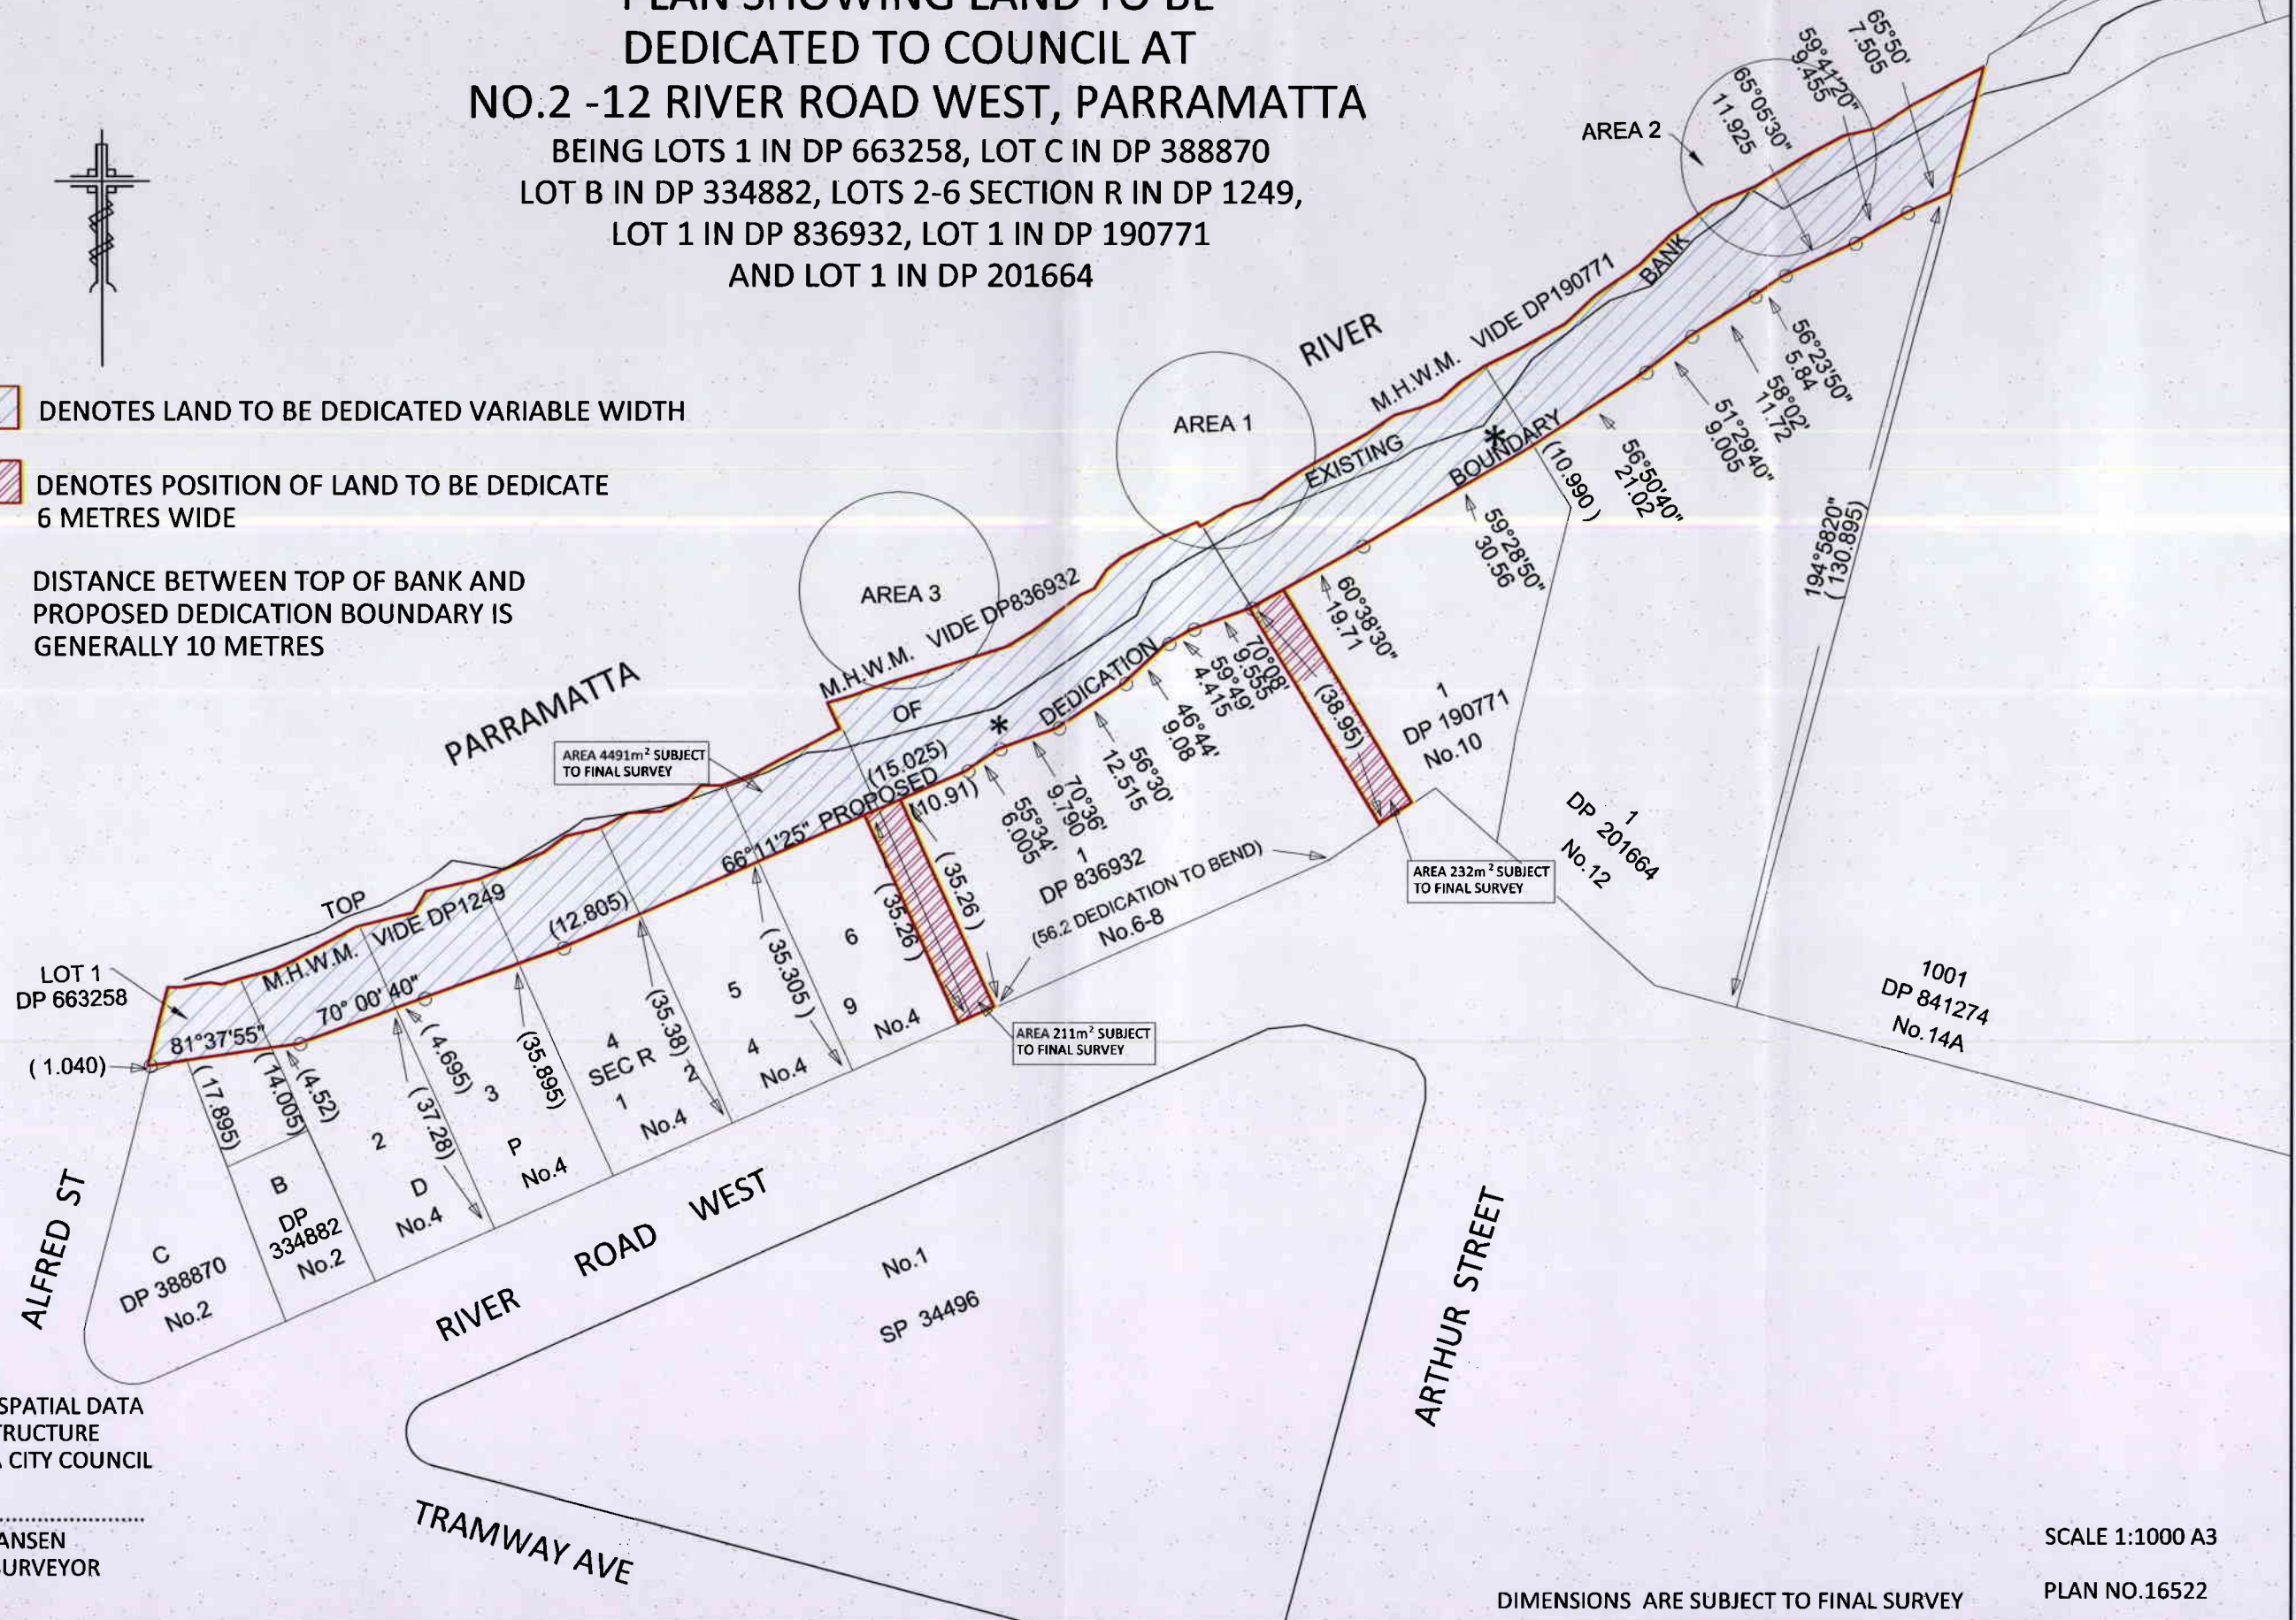 PLAN SHOWING LAND TO BE
DEDICATED TO COUNCIL AT
NO.2 -12 RIVER ROAD WEST, PARRAMATTA
BEING LOTS 1 IN DP 663258, LOT C IN DP 388870
LOT B IN DP 334882, LOTS 2-6 SECTION R IN DP 1249,
LOT 1 IN DP 836932, LOT 1 IN DP 190771
AND LOT 1 IN DP 201664
DENOTES LAND TO BE DEDICATED VARIABLE WIDTH
DENOTES POSITION OF LAND TO BE DEDICATE
6 METRES WIDE
DISTANCE BETWEEN TOP OF BANK AND
PROPOSED DEDICATION BOUNDARY IS
GENERALLY 10 METRES
AREA 2
65°05'30"
11.925
59°41'20"
9.455
65°50'
7.505
AREA 1
AREA 3
PARRAMATTA
RIVER
M.H.W.M. VIDE DP190771
M.H.W.M. VIDE DP836932
M.H.W.M. VIDE DP1249
TOP
OF
EXISTING
BANK
PROPOSED
DEDICATION
BOUNDARY
*
*
AREA 4491m² SUBJECT
TO FINAL SURVEY
56°23'50"
5.84
58°02'
11.72
51°29'40"
9.005
56°50'40"
21.02
(10.990)
59°28'50"
30.56
60°38'30"
19.71
70°08'
9.555
59°49'
4.415
46°44'
9.08
56°30'
12.515
70°36'
9.790
55°34'
6.005
(15.025)
(10.91)
66°11'25"
(12.805)
70° 00' 40"
81°37'55"
194°5820"
( 130.895)
(38.95)
1
DP 190771
No.10
1
DP 201664
No.12
AREA 232m² SUBJECT
TO FINAL SURVEY
1
DP 836932
(56.2 DEDICATION TO BEND)
No.6-8
( 35.26 )
( 35.26 )
AREA 211m² SUBJECT
TO FINAL SURVEY
1001
DP 841274
No.14A
LOT 1
DP 663258
( 1.040)
( 17.895)
( 14.005)
(4.52)
( 4.695)
( 37.28)
(35.895)
(35.38)
( 35.305 )
C
DP 388870
No.2
B
DP
334882
No.2
2
D
No.4
3
P
No.4
4
SEC R
1
No.4
2
5
4
No.4
6
9
No.4
ALFRED ST
RIVER ROAD WEST
No.1
SP 34496
ARTHUR STREET
TRAMWAY AVE
SPATIAL DATA
TRUCTURE
A CITY COUNCIL
ANSEN
SURVEYOR
SCALE 1:1000 A3
DIMENSIONS ARE SUBJECT TO FINAL SURVEY
PLAN NO.16522